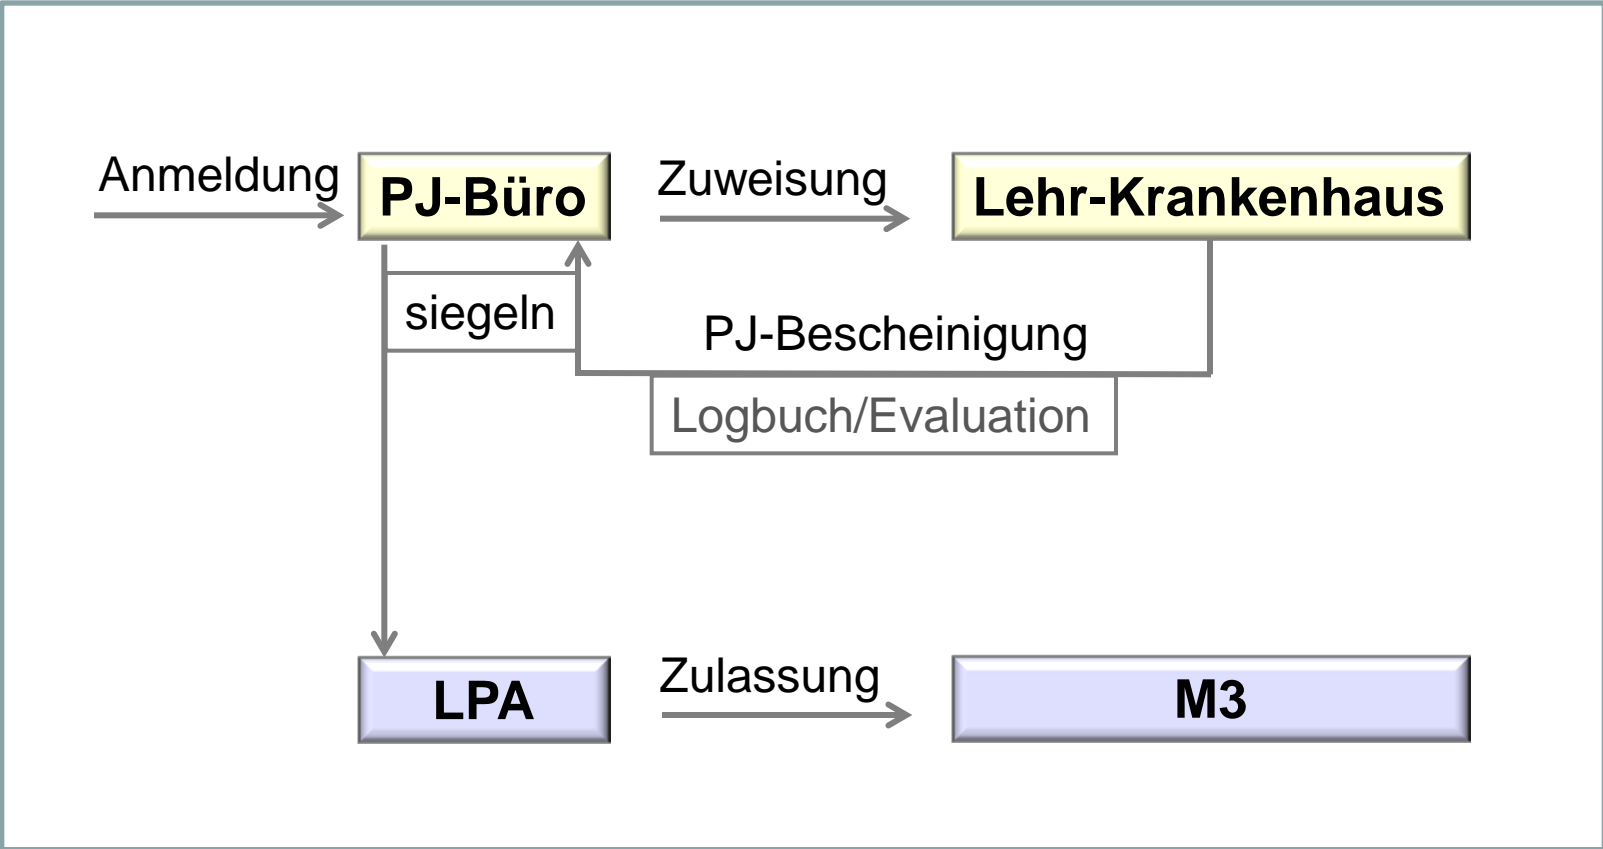 Anmeldung
PJ-Büro
Zuweisung
Lehr-Krankenhaus
siegeln
PJ-Bescheinigung
Logbuch/Evaluation
LPA
Zulassung
M3